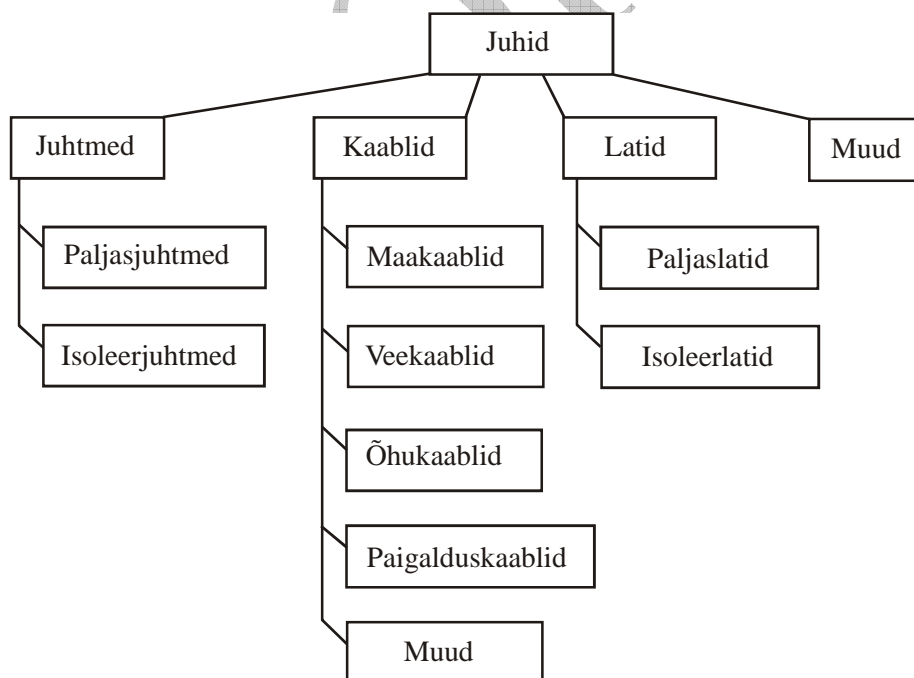 Juhid
Juhtmed
Kaablid
Latid
Muud
Paljasjuhtmed
Maakaablid
Paljaslatid
Isoleerjuhtmed
Veekaablid
Isoleerlatid
Õhukaablid
Paigalduskaablid
Muud